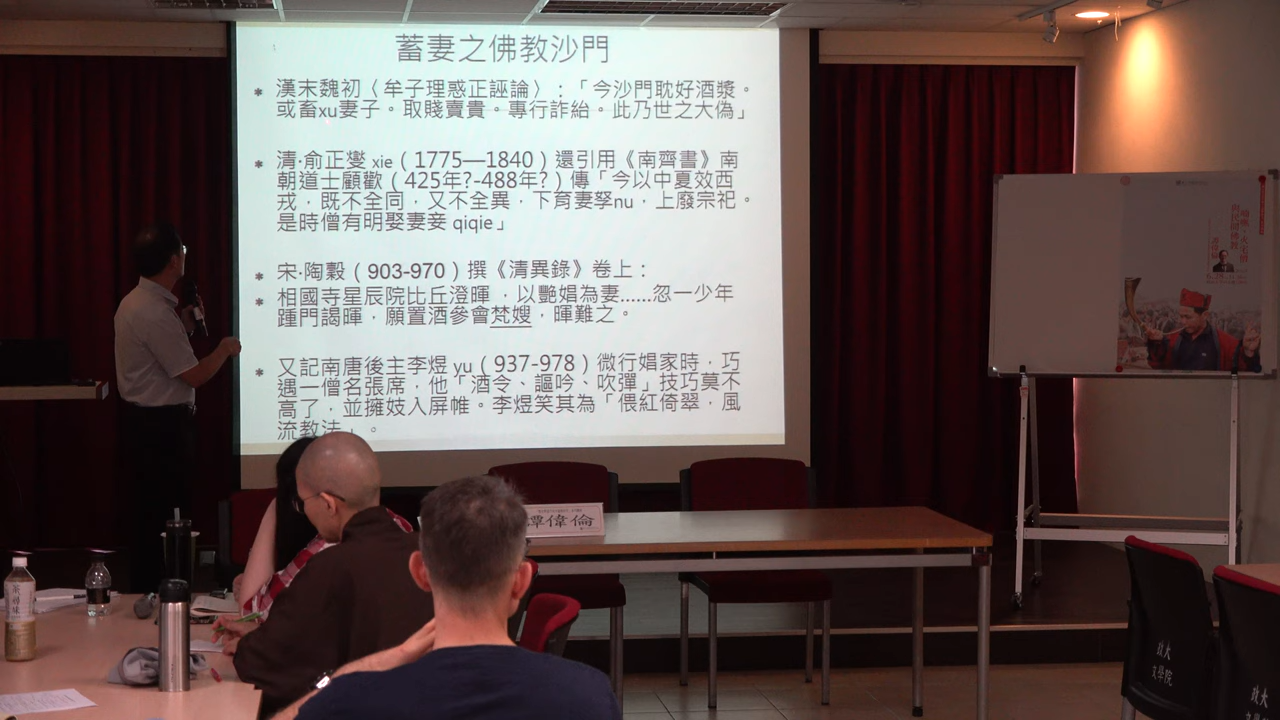 蓄妻之佛教沙門
* 漢末魏初〈牟子理惑正誣論〉:「今沙門耽好酒漿。
或畜xu妻子。取賤賣貴。專行詐紿。此乃世之大偽」
* 清·俞正燮 xie（1775—1840）還引用《南齊書》南
朝道士顧歡（425年?-488年?）傳「今以中夏效西
戎，既不全同，又不全異，下育妻孥nu，上廢宗祀。
是時僧有明娶妻妾 qiqie」
* 宋·陶穀（903-970）撰《清異錄》卷上：
* 相國寺星辰院比丘澄暉 ，以艷娼為妻......忽一少年
踵門謁暉，願置酒參會梵嫂，暉難之。
* 又記南唐後主李煜 yu（937-978）微行娼家時，巧
遇一僧名張席，他「酒令、謳吟、吹彈」技巧莫不
高了，並擁妓入屏帷。李煜笑其為「偎紅倚翠，風
流教法」。
譚偉倫
政大
文學院
政大